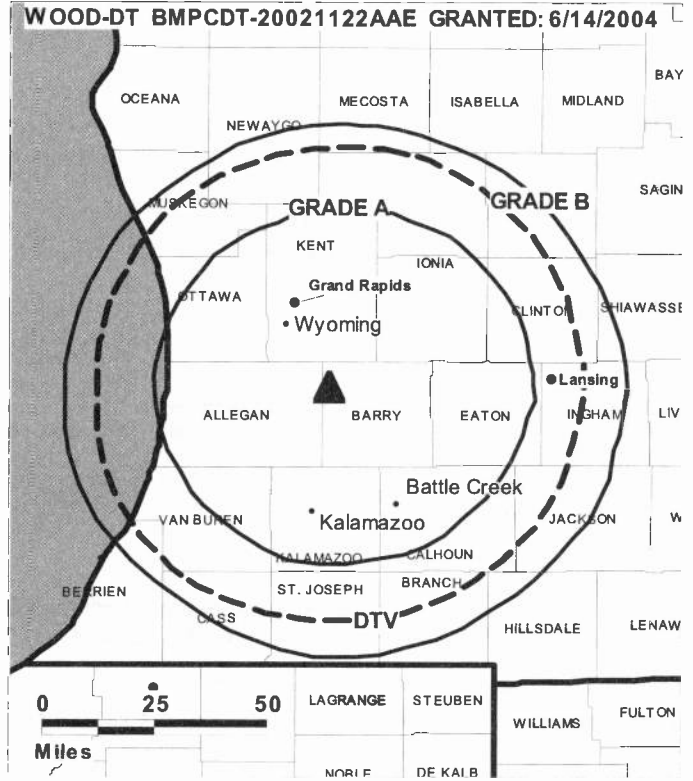 WOOD-DT BMPCDT-20021122AAE GRANTED: 6/14/2004
BAY
OCEANA
MECOSTA
ISABELLA
MIDLAND
NEWAYGO
SAGIN
MUSKEGON
GRADE A
GRADE B
KENT
IONIA
OTTAWA
Grand Rapids
CLINTON
SHIAWASSE
Wyoming
Lansing
ALLEGAN
BARRY
EATON
INGHAM
LIV
Battle Creek
VAN BUREN
Kalamazoo
JACKSON
W
KALAMAZOO
CALHOUN
BERRIEN
ST. JOSEPH
BRANCH
CASS
DTV
HILLSDALE
LENAW
0 25 50
LAGRANGE
STEUBEN
WILLIAMS
FULTON
Miles
NOBLE
DE KALB